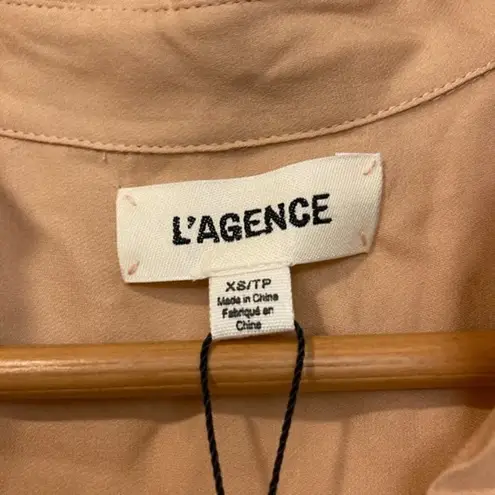 L'AGENCE
XS/TP
Made in China
Fabriqué en
Chine